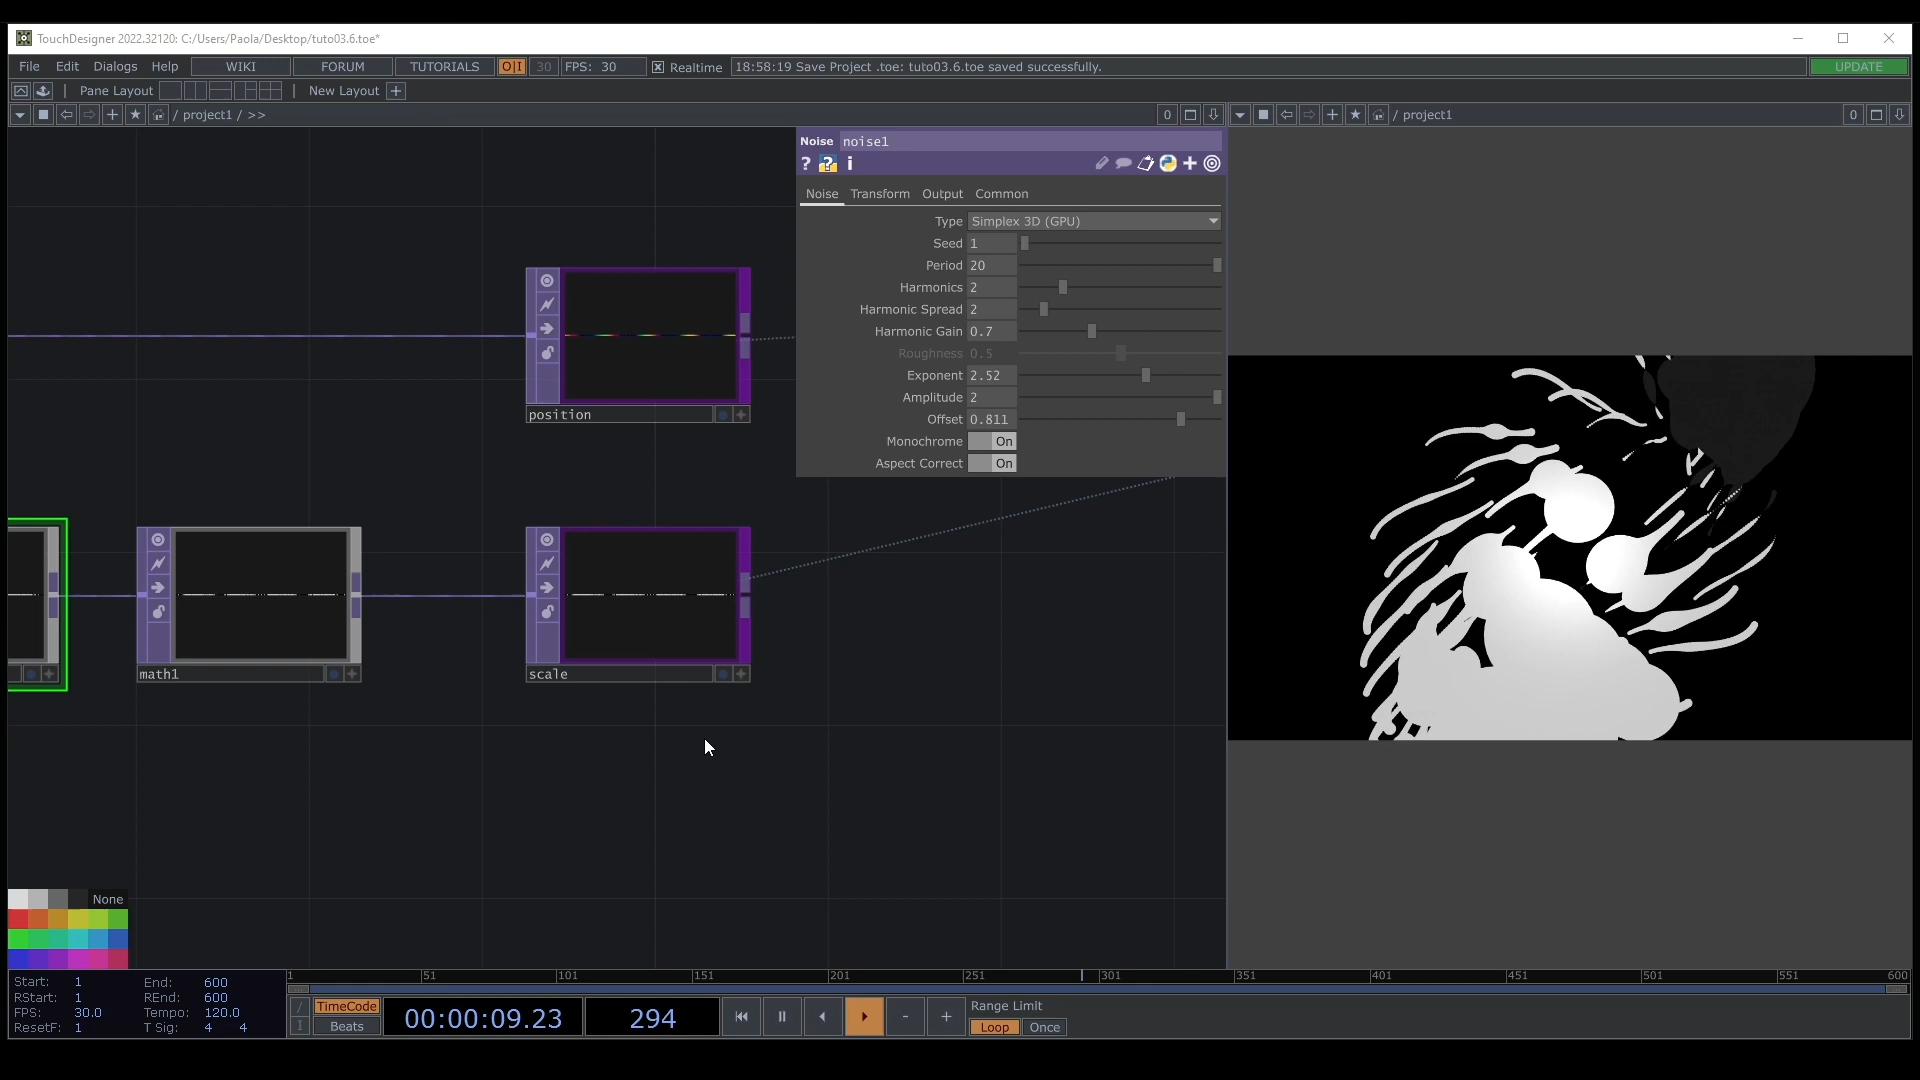 TouchDesigner 2022.32120: C:/Users/Paola/Desktop/tuto03.6.toe*
File Edit Dialogs Help WIKI FORUM TUTORIALS O|I 30 FPS: 30 Realtime 18:58:19 Save Project .toe: tuto03.6.toe saved successfully. UPDATE
Pane Layout New Layout +
/ project1 / >> 0 / project1 0
Noise noise1
? ? i
Noise Transform Output Common
Type Simplex 3D (GPU)
Seed 1
Period 20
Harmonics 2
Harmonic Spread 2
Harmonic Gain 0.7
Roughness 0.5
Exponent 2.52
Amplitude 2
Offset 0.811
Monochrome On
Aspect Correct On
position
math1
scale
None
1 51 101 151 201 251 301 351 401 451 501 551 600
Start: 1 End: 600
RStart: 1 REnd: 600
FPS: 30.0 Tempo: 120.0
ResetF: 1 T Sig: 4 4
TimeCode
Beats
00:00:09.23
294
- +
Range Limit
Loop Once